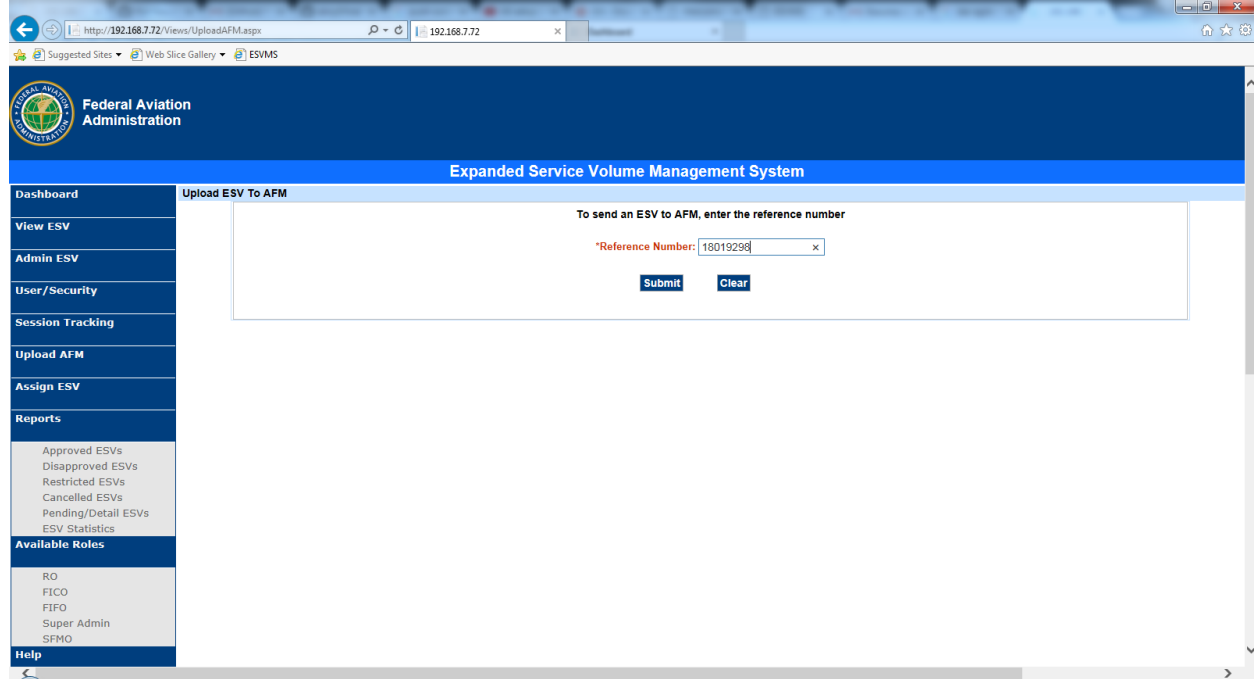 http://192.168.7.72/Views/UploadAFM.aspx
192.168.7.72
Suggested Sites
Web Slice Gallery
ESVMS
FEDERAL AVIATION
ADMINISTRATION
Federal Aviation
Administration
Expanded Service Volume Management System
Dashboard
View ESV
Admin ESV
User/Security
Session Tracking
Upload AFM
Assign ESV
Reports
Approved ESVs
Disapproved ESVs
Restricted ESVs
Cancelled ESVs
Pending/Detail ESVs
ESV Statistics
Available Roles
RO
FICO
FIFO
Super Admin
SFMO
Help
Upload ESV To AFM
To send an ESV to AFM, enter the reference number
*Reference Number: 18019298
Submit Clear